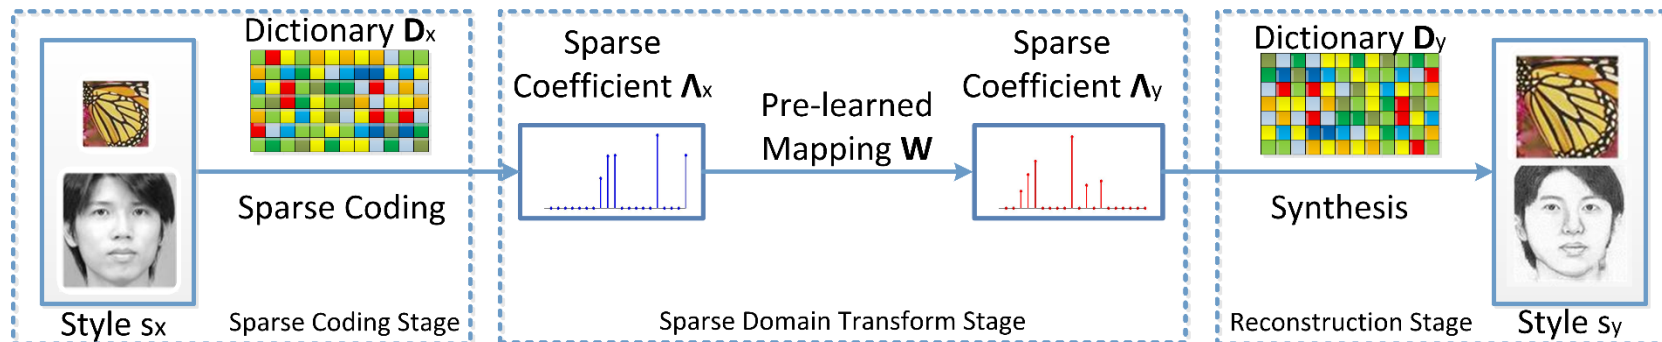 Dictionary Dx
Sparse
Coefficient Λx
Pre-learned
Mapping W
Sparse
Coefficient Λy
Dictionary Dy
Sparse Coding
Synthesis
Style sx
Sparse Coding Stage
Sparse Domain Transform Stage
Reconstruction Stage
Style sy